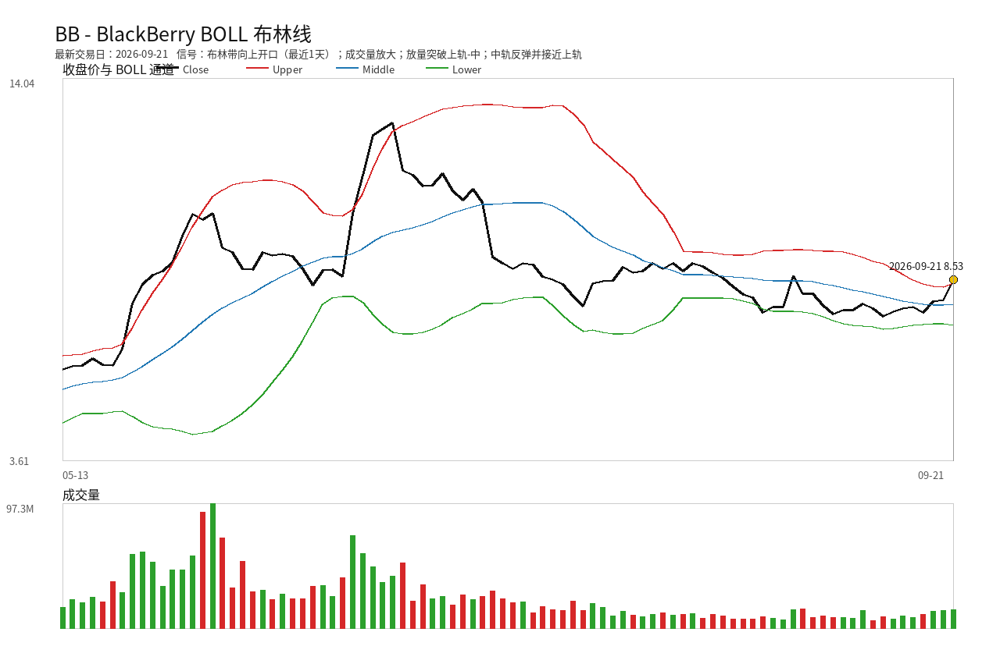 BB - BlackBerry BOLL 布林线
最新交易日：2026-09-21 信号：布林带向上开口（最近1天）；成交量放大；放量突破上轨-中；中轨反弹并接近上轨
收盘价与 BOLL 通道 Close Upper Middle Lower
14.04
2026-09-21 8.53
3.61
05-13 09-21
成交量
97.3M